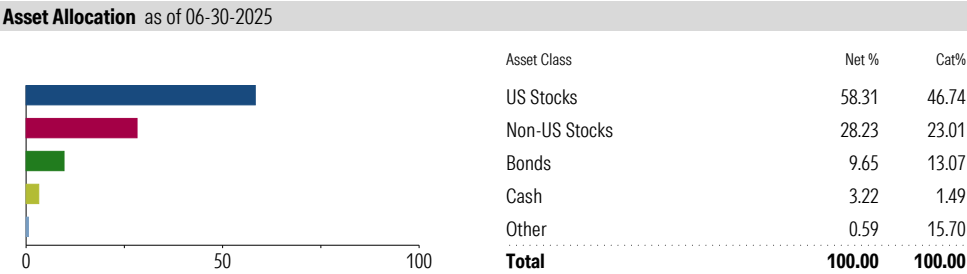 Asset Allocation as of 06-30-2025
0 50 100
Asset Class Net % Cat%
US Stocks 58.31 46.74
Non-US Stocks 28.23 23.01
Bonds 9.65 13.07
Cash 3.22 1.49
Other 0.59 15.70
Total 100.00 100.00